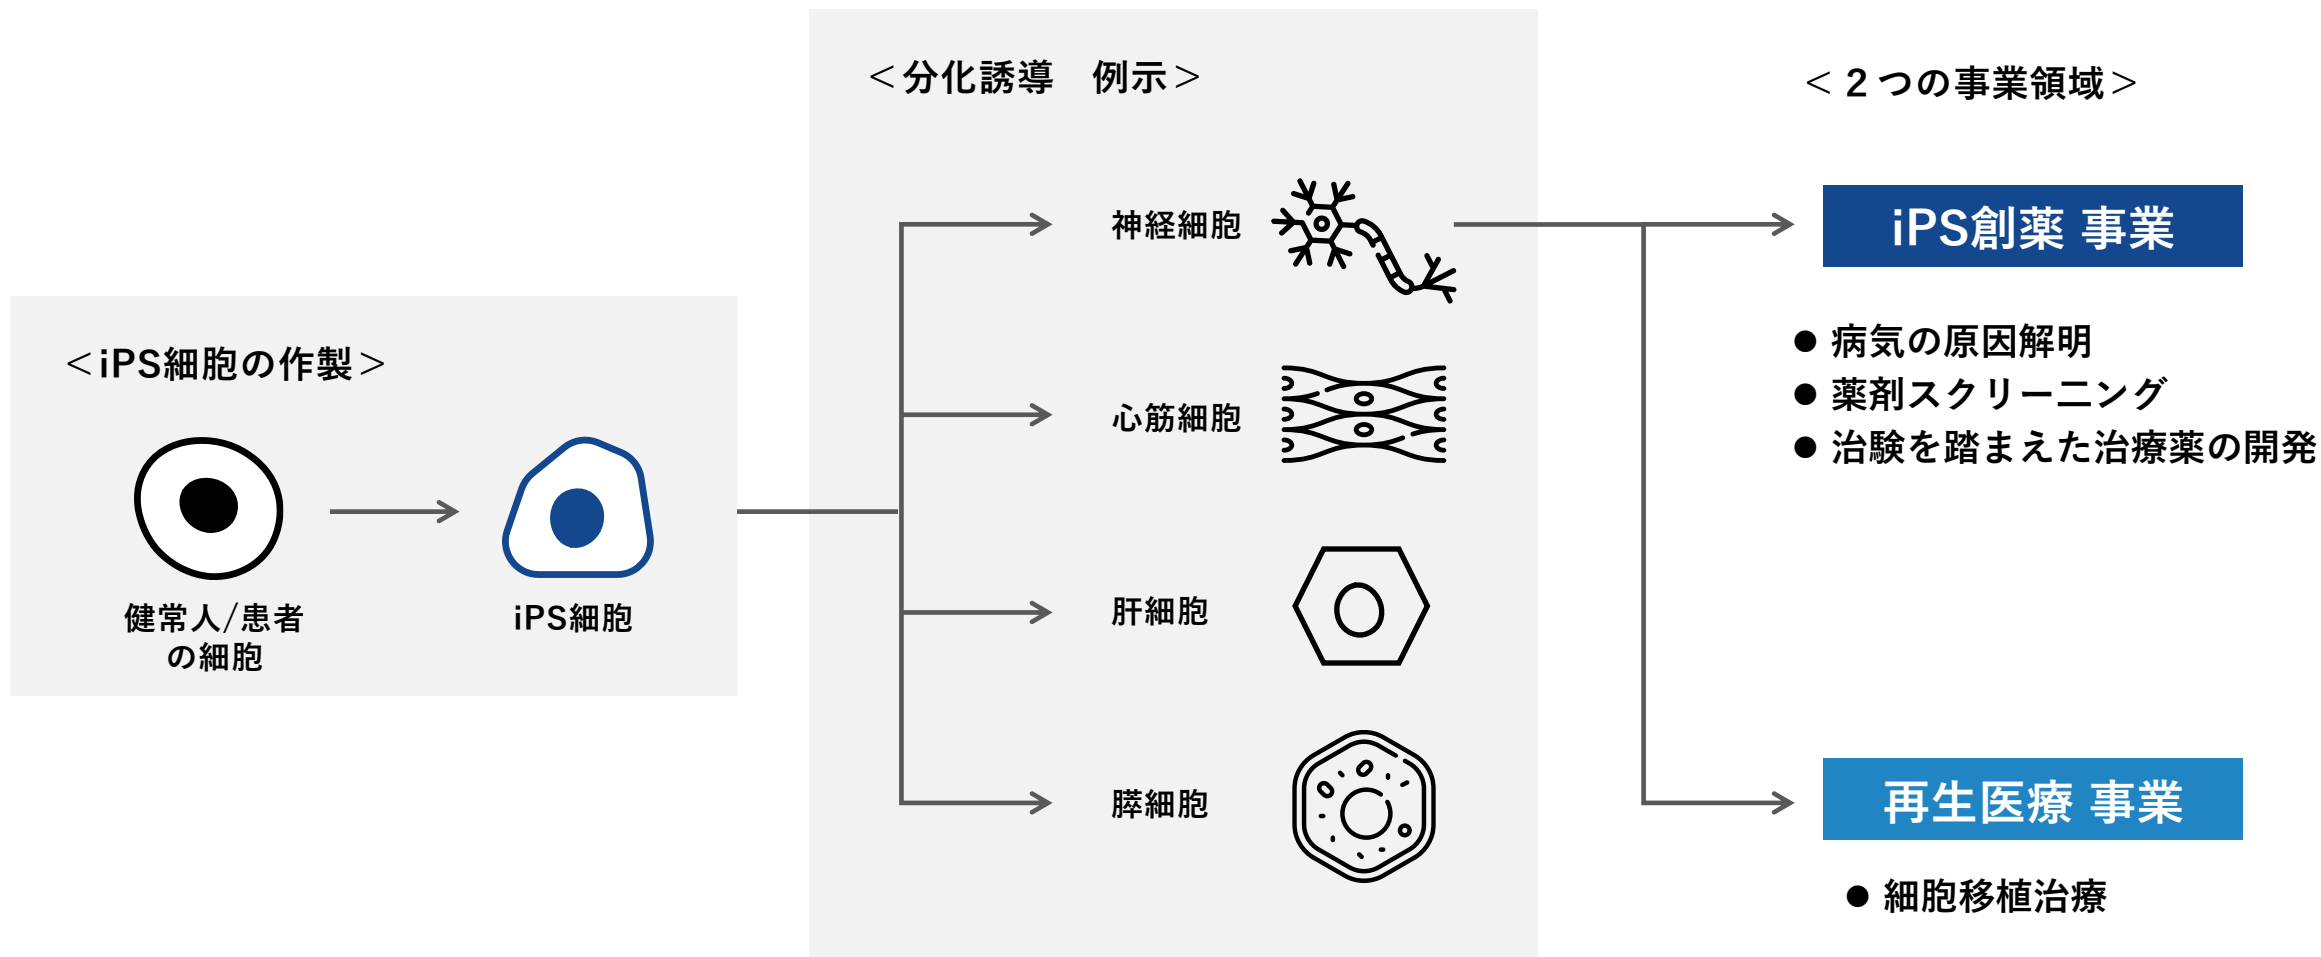 ＜iPS細胞の作製＞
健常人/患者
の細胞
iPS細胞
＜分化誘導　例示＞
神経細胞
心筋細胞
肝細胞
膵細胞
＜２つの事業領域＞
iPS創薬 事業
● 病気の原因解明
● 薬剤スクリーニング
● 治験を踏まえた治療薬の開発
再生医療 事業
● 細胞移植治療